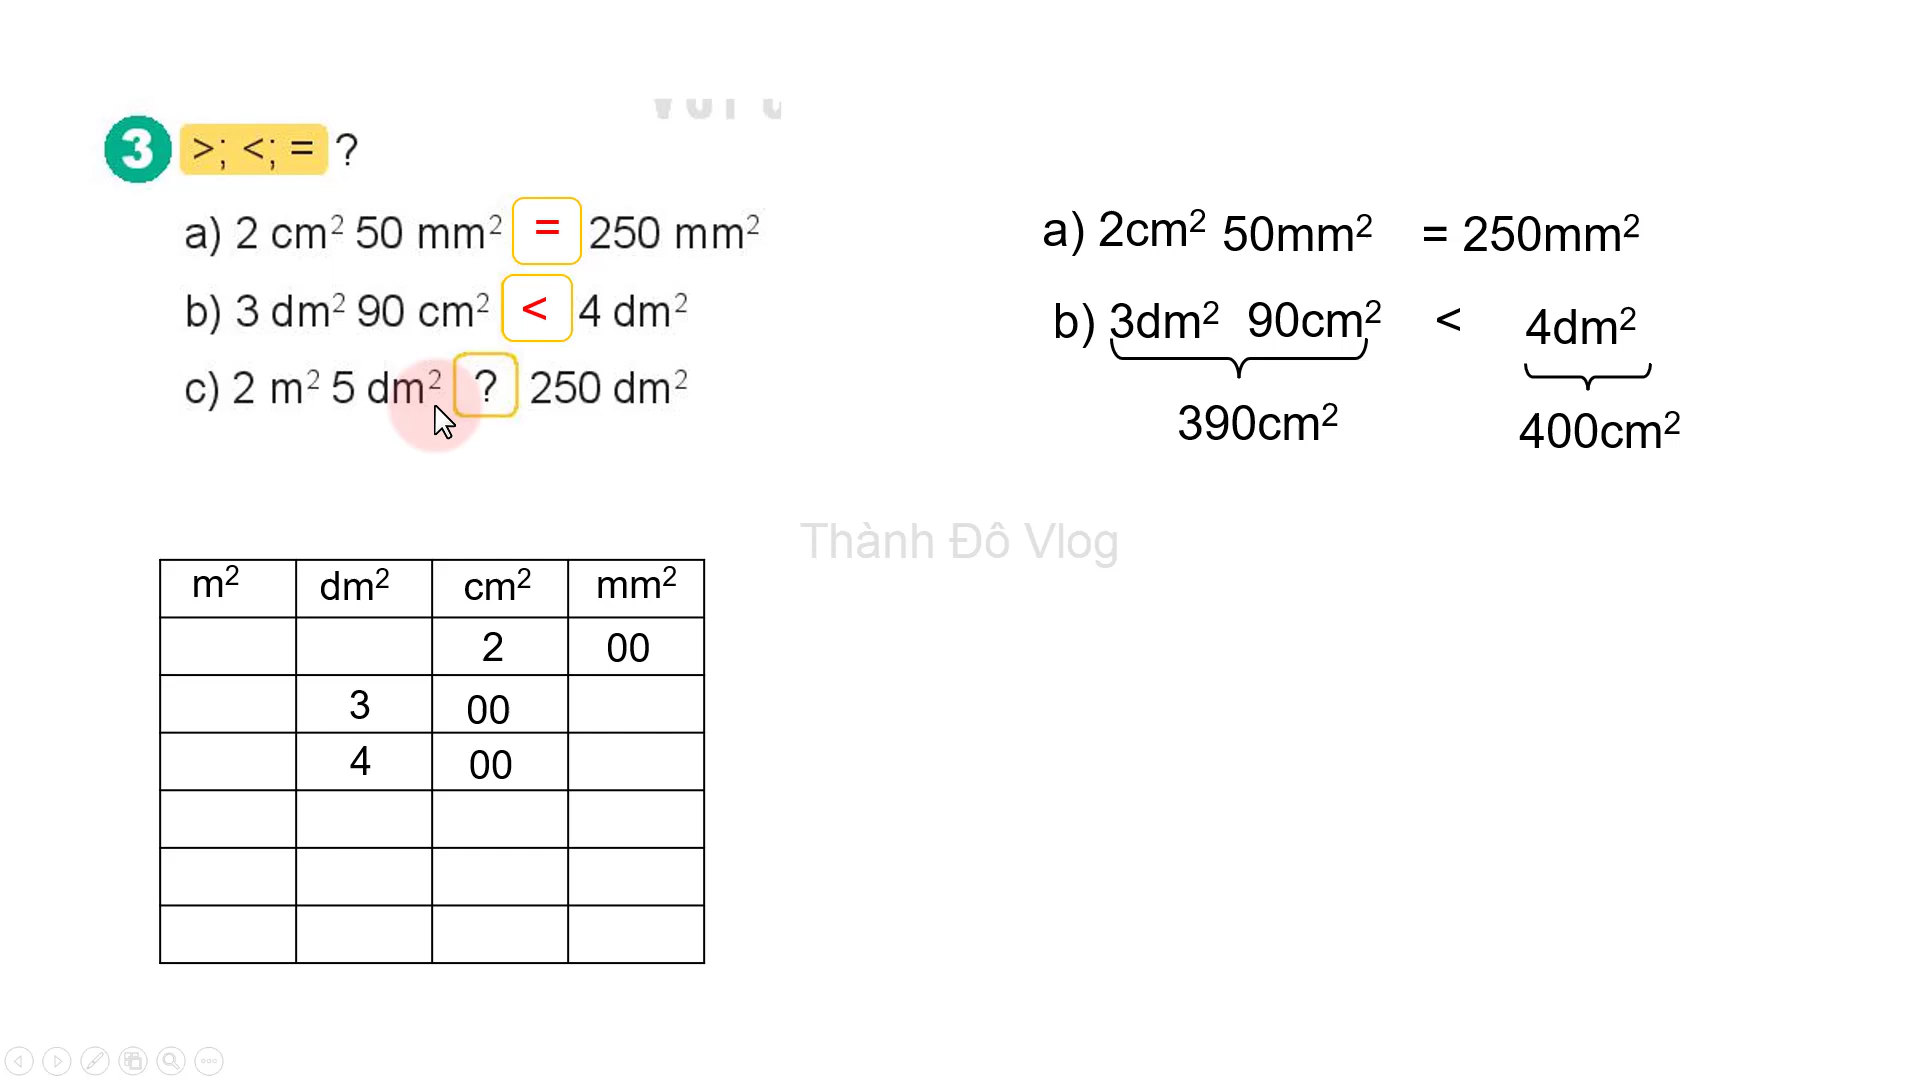 3 >; <; = ?
a) 2 cm² 50 mm² = 250 mm²
b) 3 dm² 90 cm² < 4 dm²
c) 2 m² 5 dm² ? 250 dm²
a) 2cm² 50mm² = 250mm²
b) 3dm² 90cm² < 4dm²
390cm² 400cm²
Thành Đô Vlog
m² dm² cm² mm²
2 00
3 00
4 00